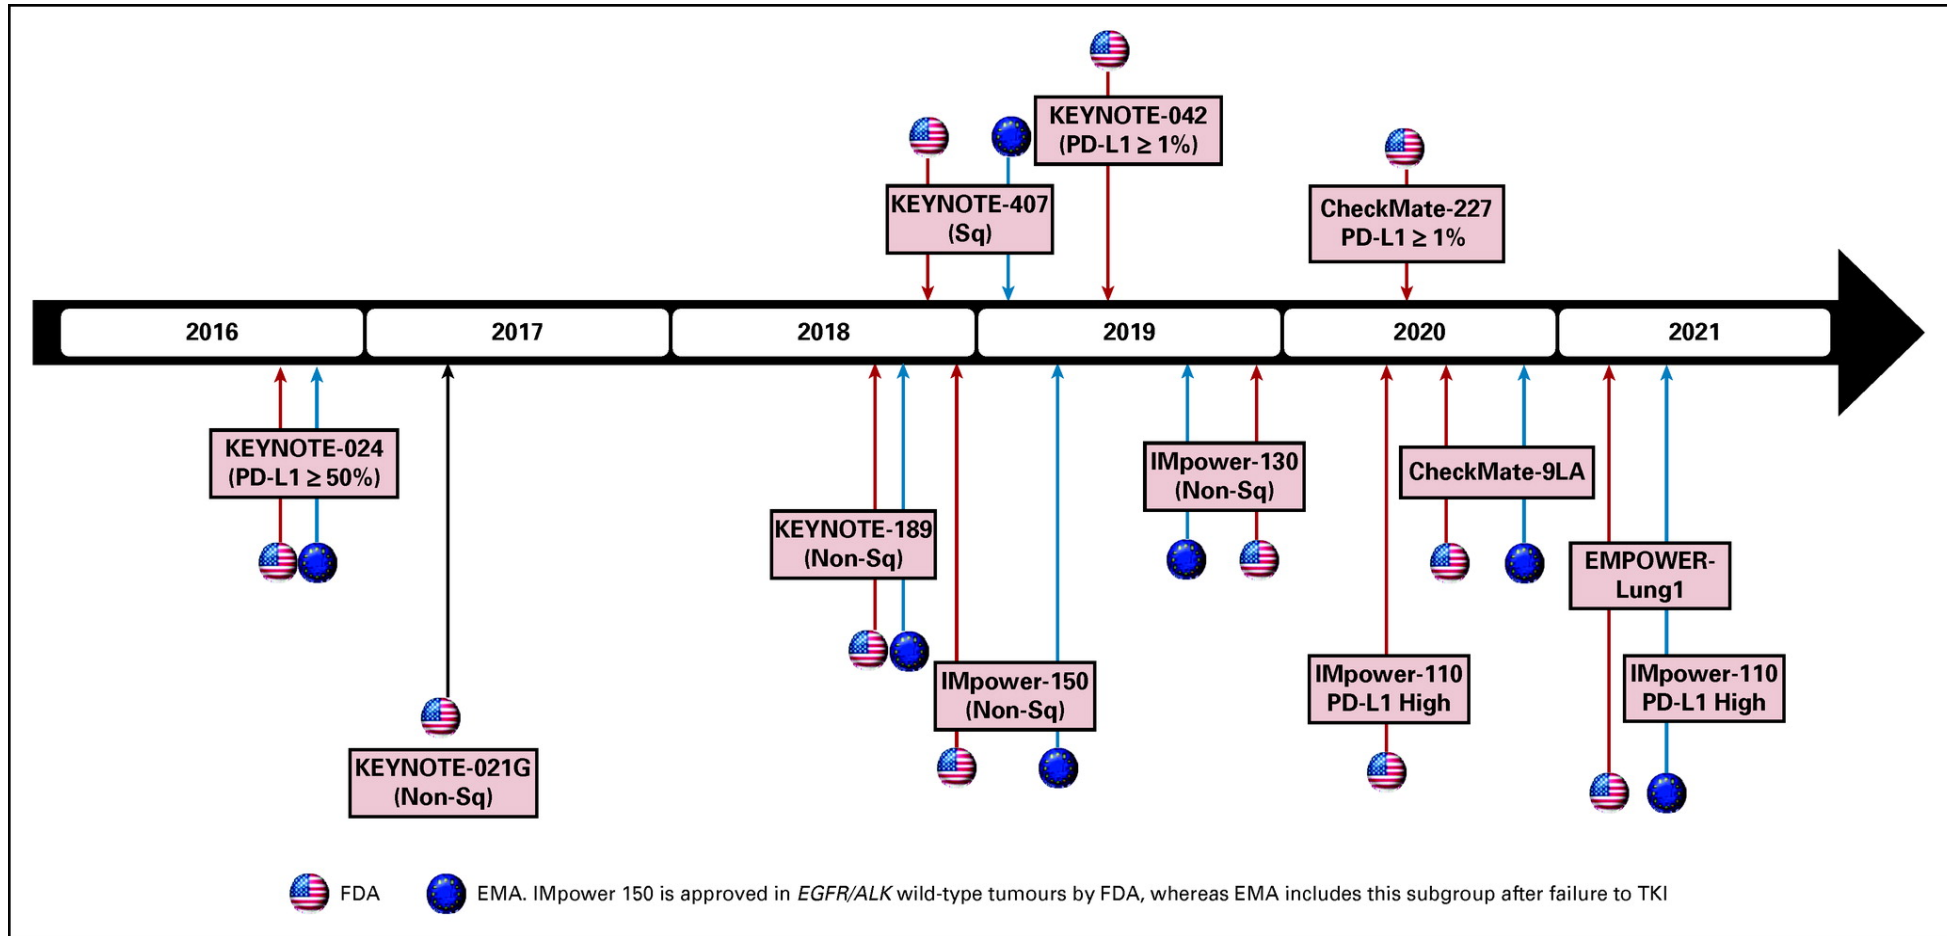 KEYNOTE-042
(PD-L1 ≥ 1%)
KEYNOTE-407
(Sq)
CheckMate-227
PD-L1 ≥ 1%
2016
2017
2018
2019
2020
2021
KEYNOTE-024
(PD-L1 ≥ 50%)
KEYNOTE-189
(Non-Sq)
IMpower-130
(Non-Sq)
CheckMate-9LA
EMPOWER-
Lung1
IMpower-150
(Non-Sq)
IMpower-110
PD-L1 High
IMpower-110
PD-L1 High
KEYNOTE-021G
(Non-Sq)
FDA
EMA. IMpower 150 is approved in EGFR/ALK wild-type tumours by FDA, whereas EMA includes this subgroup after failure to TKI